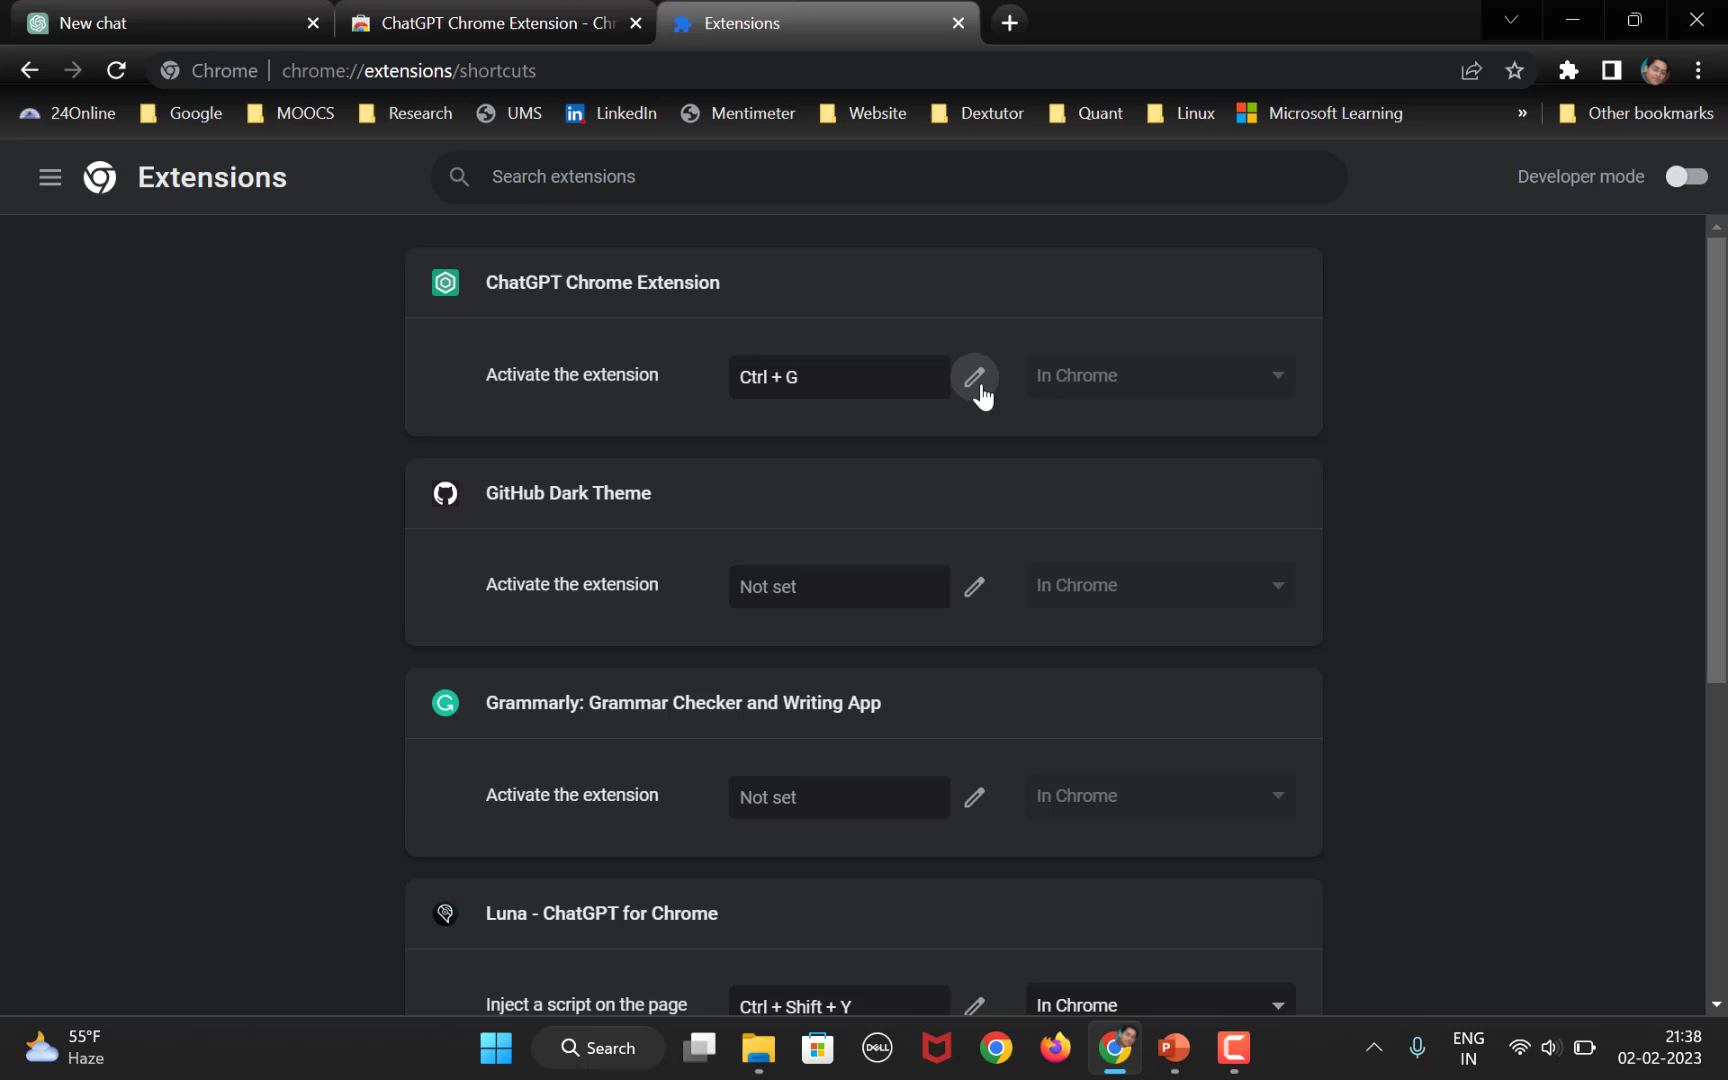 New chat
ChatGPT Chrome Extension - Ch
Extensions
Chrome
chrome://extensions/shortcuts
24Online
Google
MOOCS
Research
UMS
LinkedIn
Mentimeter
Website
Dextutor
Quant
Linux
Microsoft Learning
»
Other bookmarks
Extensions
Search extensions
Developer mode
ChatGPT Chrome Extension
Activate the extension
Ctrl + G
In Chrome
GitHub Dark Theme
Activate the extension
Not set
In Chrome
Grammarly: Grammar Checker and Writing App
Activate the extension
Not set
In Chrome
Luna - ChatGPT for Chrome
Inject a script on the page
Ctrl + Shift + Y
In Chrome
55°F
Haze
Search
DELL
ENG
IN
21:38
02-02-2023